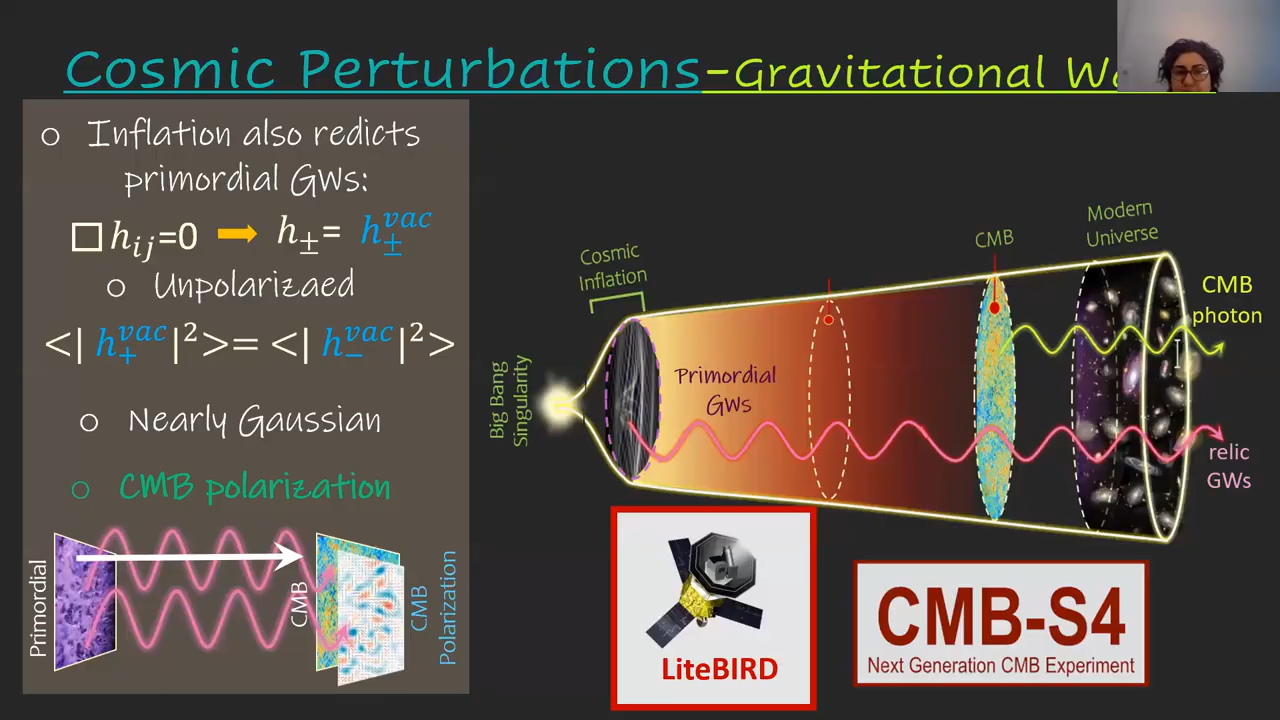 Cosmic Perturbations-Gravitational
Inflation also redicts
primordial GWs:
□ h_{ij}=0 ➡ h_±= h_±^{vac}
Unpolarizaed
<| h_+^{vac} |²>= <| h_-^{vac} |²>
Nearly Gaussian
CMB polarization
Primordial
CMB
CMB
Polarization
Big Bang
Singularity
Cosmic
Inflation
Primordial
GWs
CMB
Modern
Universe
CMB
photon
relic
GWs
LiteBIRD
CMB-S4
Next Generation CMB Experiment